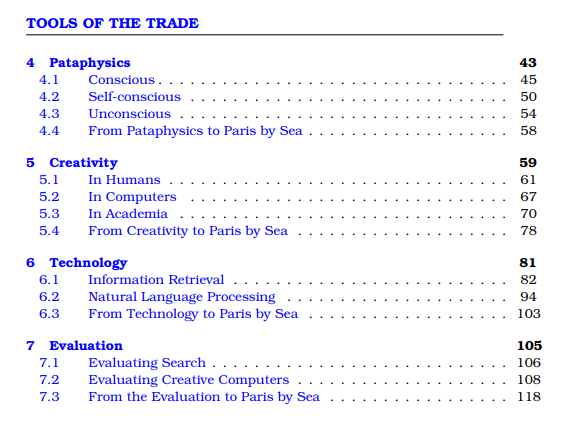 TOOLS OF THE TRADE
4 Pataphysics 43
4.1 Conscious . . . . . . . . . . . . . . . . . . . . . . . . . . . . . . . . . 45
4.2 Self-conscious . . . . . . . . . . . . . . . . . . . . . . . . . . . . . . 50
4.3 Unconscious . . . . . . . . . . . . . . . . . . . . . . . . . . . . . . . 54
4.4 From Pataphysics to Paris by Sea . . . . . . . . . . . . . . . . . . . 58
5 Creativity 59
5.1 In Humans . . . . . . . . . . . . . . . . . . . . . . . . . . . . . . . . 61
5.2 In Computers . . . . . . . . . . . . . . . . . . . . . . . . . . . . . . 67
5.3 In Academia . . . . . . . . . . . . . . . . . . . . . . . . . . . . . . . 70
5.4 From Creativity to Paris by Sea . . . . . . . . . . . . . . . . . . . . 78
6 Technology 81
6.1 Information Retrieval . . . . . . . . . . . . . . . . . . . . . . . . . . 82
6.2 Natural Language Processing . . . . . . . . . . . . . . . . . . . . . 94
6.3 From Technology to Paris by Sea . . . . . . . . . . . . . . . . . . . 103
7 Evaluation 105
7.1 Evaluating Search . . . . . . . . . . . . . . . . . . . . . . . . . . . . 106
7.2 Evaluating Creative Computers . . . . . . . . . . . . . . . . . . . . 108
7.3 From the Evaluation to Paris by Sea . . . . . . . . . . . . . . . . . 118